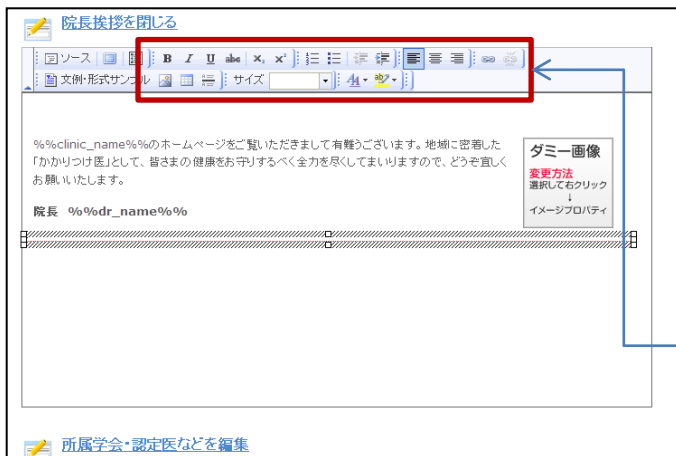 院長挨拶を閉じる
ソース B I U abc x₂ x²
文例・形式サンプル サイズ A ab
%%clinic_name%%のホームページをご覧いただきまして有難うございます。地域に密着した
「かかりつけ医」として、皆さまの健康をお守りするべく全力を尽くしてまいりますので、どうぞ宜しく
お願いいたします。
院長 %%dr_name%%
ダミー画像
変更方法
選択して右クリック
↓
イメージプロパティ
所属学会・認定医などを編集